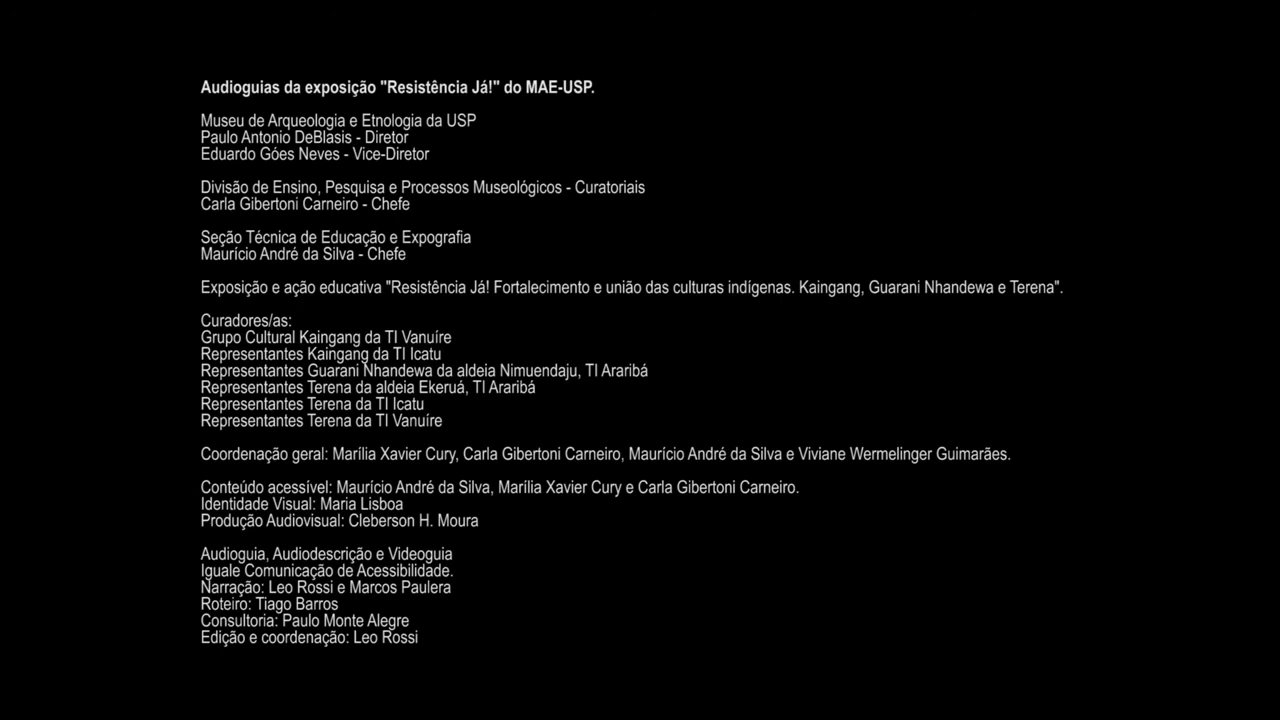 Audioguias da exposição "Resistência Já!" do MAE-USP.
Museu de Arqueologia e Etnologia da USP
Paulo Antonio DeBlasis - Diretor
Eduardo Góes Neves - Vice-Diretor
Divisão de Ensino, Pesquisa e Processos Museológicos - Curatoriais
Carla Gibertoni Carneiro - Chefe
Seção Técnica de Educação e Expografia
Maurício André da Silva - Chefe
Exposição e ação educativa "Resistência Já! Fortalecimento e união das culturas indígenas. Kaingang, Guarani Nhandewa e Terena".
Curadores/as:
Grupo Cultural Kaingang da TI Vanuíre
Representantes Kaingang da TI Icatu
Representantes Guarani Nhandewa da aldeia Nimuendaju, TI Araribá
Representantes Terena da aldeia Ekeruá, TI Araribá
Representantes Terena da TI Icatu
Representantes Terena da TI Vanuíre
Coordenação geral: Marília Xavier Cury, Carla Gibertoni Carneiro, Maurício André da Silva e Viviane Wermelinger Guimarães.
Conteúdo acessível: Maurício André da Silva, Marília Xavier Cury e Carla Gibertoni Carneiro.
Identidade Visual: Maria Lisboa
Produção Audiovisual: Cleberson H. Moura
Audioguia, Audiodescrição e Videoguia
Iguale Comunicação de Acessibilidade.
Narração: Leo Rossi e Marcos Paulera
Roteiro: Tiago Barros
Consultoria: Paulo Monte Alegre
Edição e coordenação: Leo Rossi